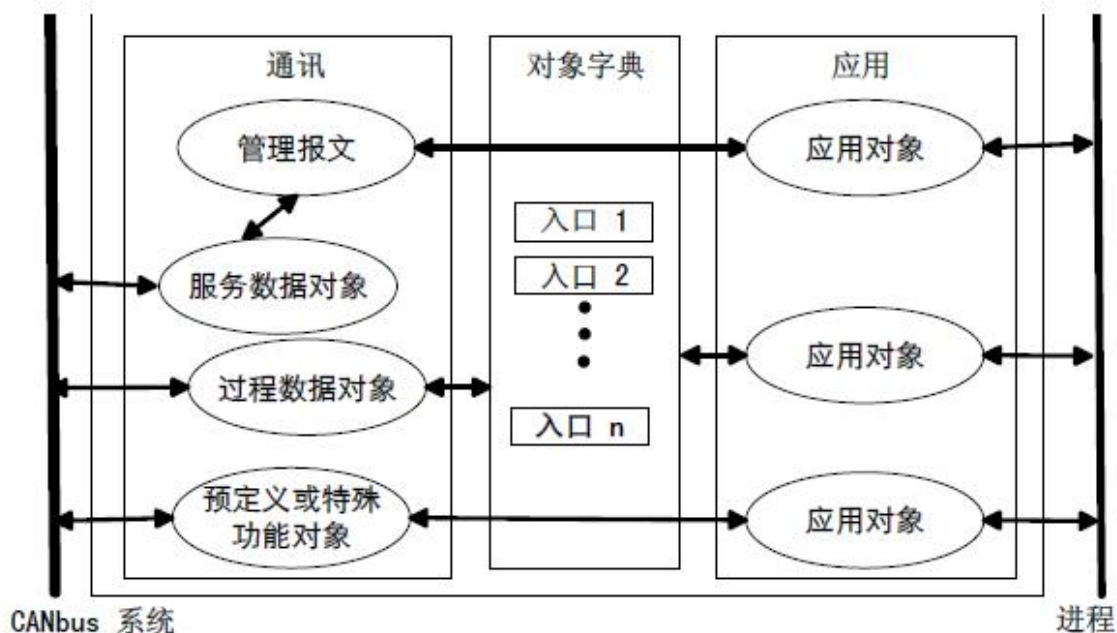 通讯
对象字典
应用
管理报文
应用对象
入口 1
服务数据对象
入口 2
过程数据对象
应用对象
入口 n
预定义或特殊
功能对象
应用对象
CANbus 系统
进程